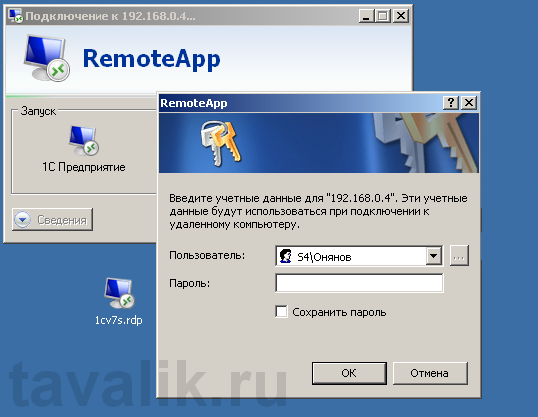 Подключение к 192.168.0.4...
RemoteApp
Запуск
1С Предприятие
Сведения
RemoteApp
Введите учетные данные для "192.168.0.4". Эти учетные
данные будут использоваться при подключении к
удаленному компьютеру.
Пользователь:
S4\Онянов
...
Пароль:
Сохранить пароль
ОК
Отмена
1cv7s.rdp
tavalik.ru